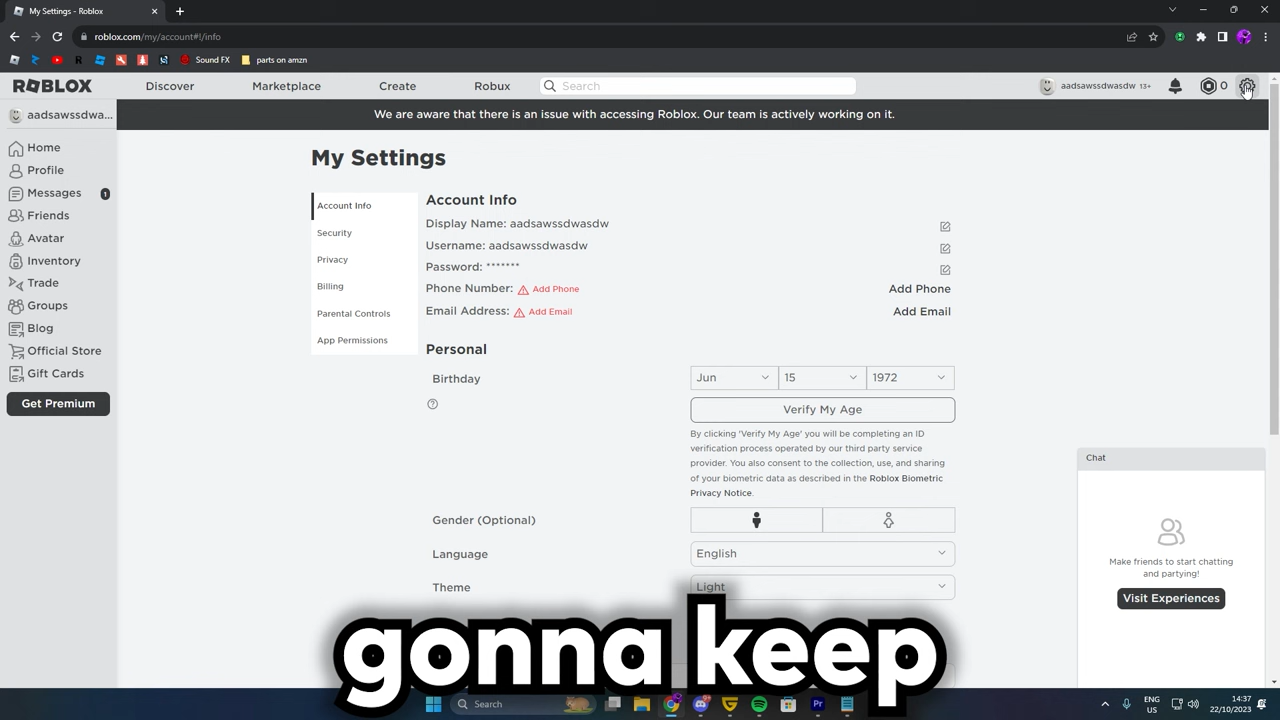 My Settings - Roblox
roblox.com/my/account#!/info
Sound FX
parts on amzn
ROBLOX
Discover
Marketplace
Create
Robux
Search
aadsawssdwasdw 13+
0
aadsawssdwa...
We are aware that there is an issue with accessing Roblox. Our team is actively working on it.
Home
Profile
Messages
1
Friends
Avatar
Inventory
Trade
Groups
Blog
Official Store
Gift Cards
Get Premium
My Settings
Account Info
Security
Privacy
Billing
Parental Controls
App Permissions
Account Info
Display Name: aadsawssdwasdw
Username: aadsawssdwasdw
Password: *******
Phone Number: Add Phone
Add Phone
Email Address: Add Email
Add Email
Personal
Birthday
Jun
15
1972
Verify My Age
By clicking 'Verify My Age' you will be completing an ID
verification process operated by our third party service
provider. You also consent to the collection, use, and sharing
of your biometric data as described in the Roblox Biometric
Privacy Notice.
Gender (Optional)
Language
English
Theme
Light
Chat
Make friends to start chatting
and partying!
Visit Experiences
gonna keep
Search
ENG
US
14:37
22/10/2023